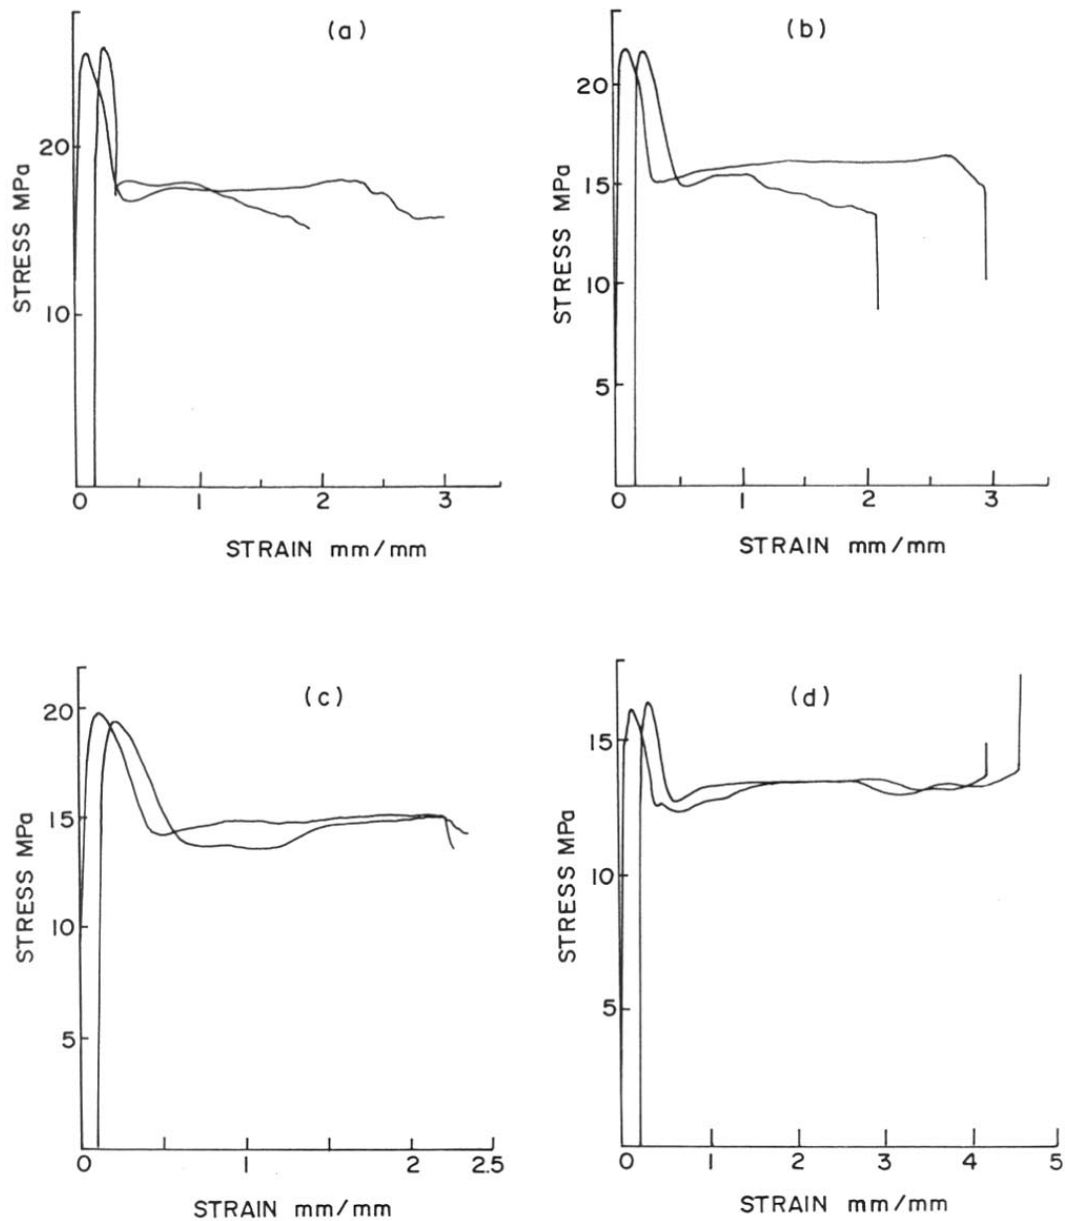 (a)
20
10
STRESS MPa
0 1 2 3
STRAIN mm/mm
(b)
20
15
10
5
STRESS MPa
0 1 2 3
STRAIN mm/mm
(c)
20
15
10
5
STRESS MPa
0 1 2 2.5
STRAIN mm/mm
(d)
15
10
5
STRESS MPa
0 1 2 3 4 5
STRAIN mm/mm